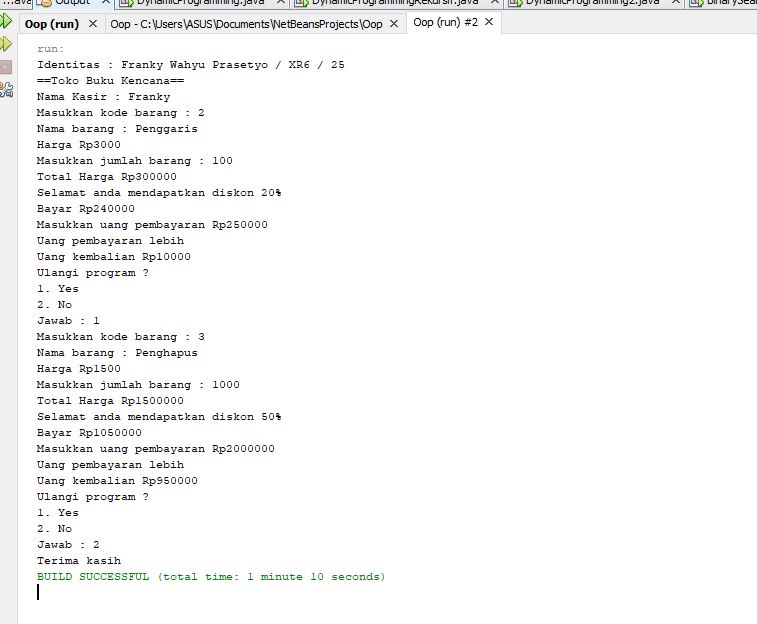 ...ava Output DynamicProgramming.java DynamicProgrammingRekursif.java DynamicProgramming2.java
Oop (run) Oop - C:\Users\ASUS\Documents\NetBeansProjects\Oop Oop (run) #2
run:
Identitas : Franky Wahyu Prasetyo / XR6 / 25
==Toko Buku Kencana==
Nama Kasir : Franky
Masukkan kode barang : 2
Nama barang : Penggaris
Harga Rp3000
Masukkan jumlah barang : 100
Total Harga Rp300000
Selamat anda mendapatkan diskon 20%
Bayar Rp240000
Masukkan uang pembayaran Rp250000
Uang pembayaran lebih
Uang kembalian Rp10000
Ulangi program ?
1. Yes
2. No
Jawab : 1
Masukkan kode barang : 3
Nama barang : Penghapus
Harga Rp1500
Masukkan jumlah barang : 1000
Total Harga Rp1500000
Selamat anda mendapatkan diskon 50%
Bayar Rp1050000
Masukkan uang pembayaran Rp2000000
Uang pembayaran lebih
Uang kembalian Rp950000
Ulangi program ?
1. Yes
2. No
Jawab : 2
Terima kasih
BUILD SUCCESSFUL (total time: 1 minute 10 seconds)